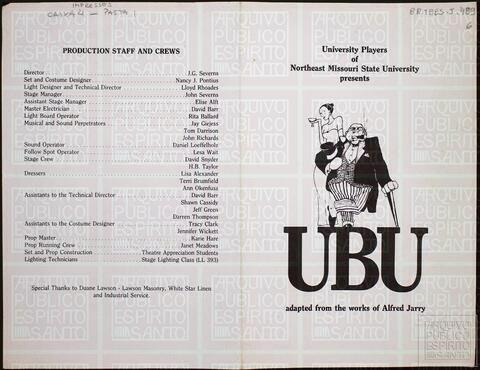 IMPRESSOS
CAIXA 4 — PASTA 1
BR.TBES.J.489
6
PRODUCTION STAFF AND CREWS
Director J.G. Severns
Set and Costume Designer Nancy J. Pontius
Light Designer and Technical Director Lloyd Rhoades
Stage Manager John Severns
Assistant Stage Manager Elise Allt
Master Electrician David Barr
Light Board Operator Rita Ballard
Musical and Sound Perpetrators Jay Giejess
Tom Darrison
John Richards
Sound Operator Daniel Loeffelholz
Follow Spot Operator Lesa Wait
Stage Crew David Snyder
H.B. Taylor
Dressers Lisa Alexander
Terri Brumfield
Ann Okenfusa
Assistants to the Technical Director David Barr
Shawn Cassidy
Jeff Green
Darren Thompson
Assistants to the Costume Designer Tracy Clark
Jennifer Wickett
Prop Master Karie Hare
Prop Running Crew Janet Meadows
Set and Prop Construction Theatre Appreciation Students
Lighting Technicians Stage Lighting Class (LL 393)
Special Thanks to Duane Lawson - Lawson Masonry, White Star Linen
and Industrial Service.
University Players
of
Northeast Missouri State University
presents
UBU
adapted from the works of Alfred Jarry
ARQUIVO
PÚBLICO
ESPÍRITO
SANTO